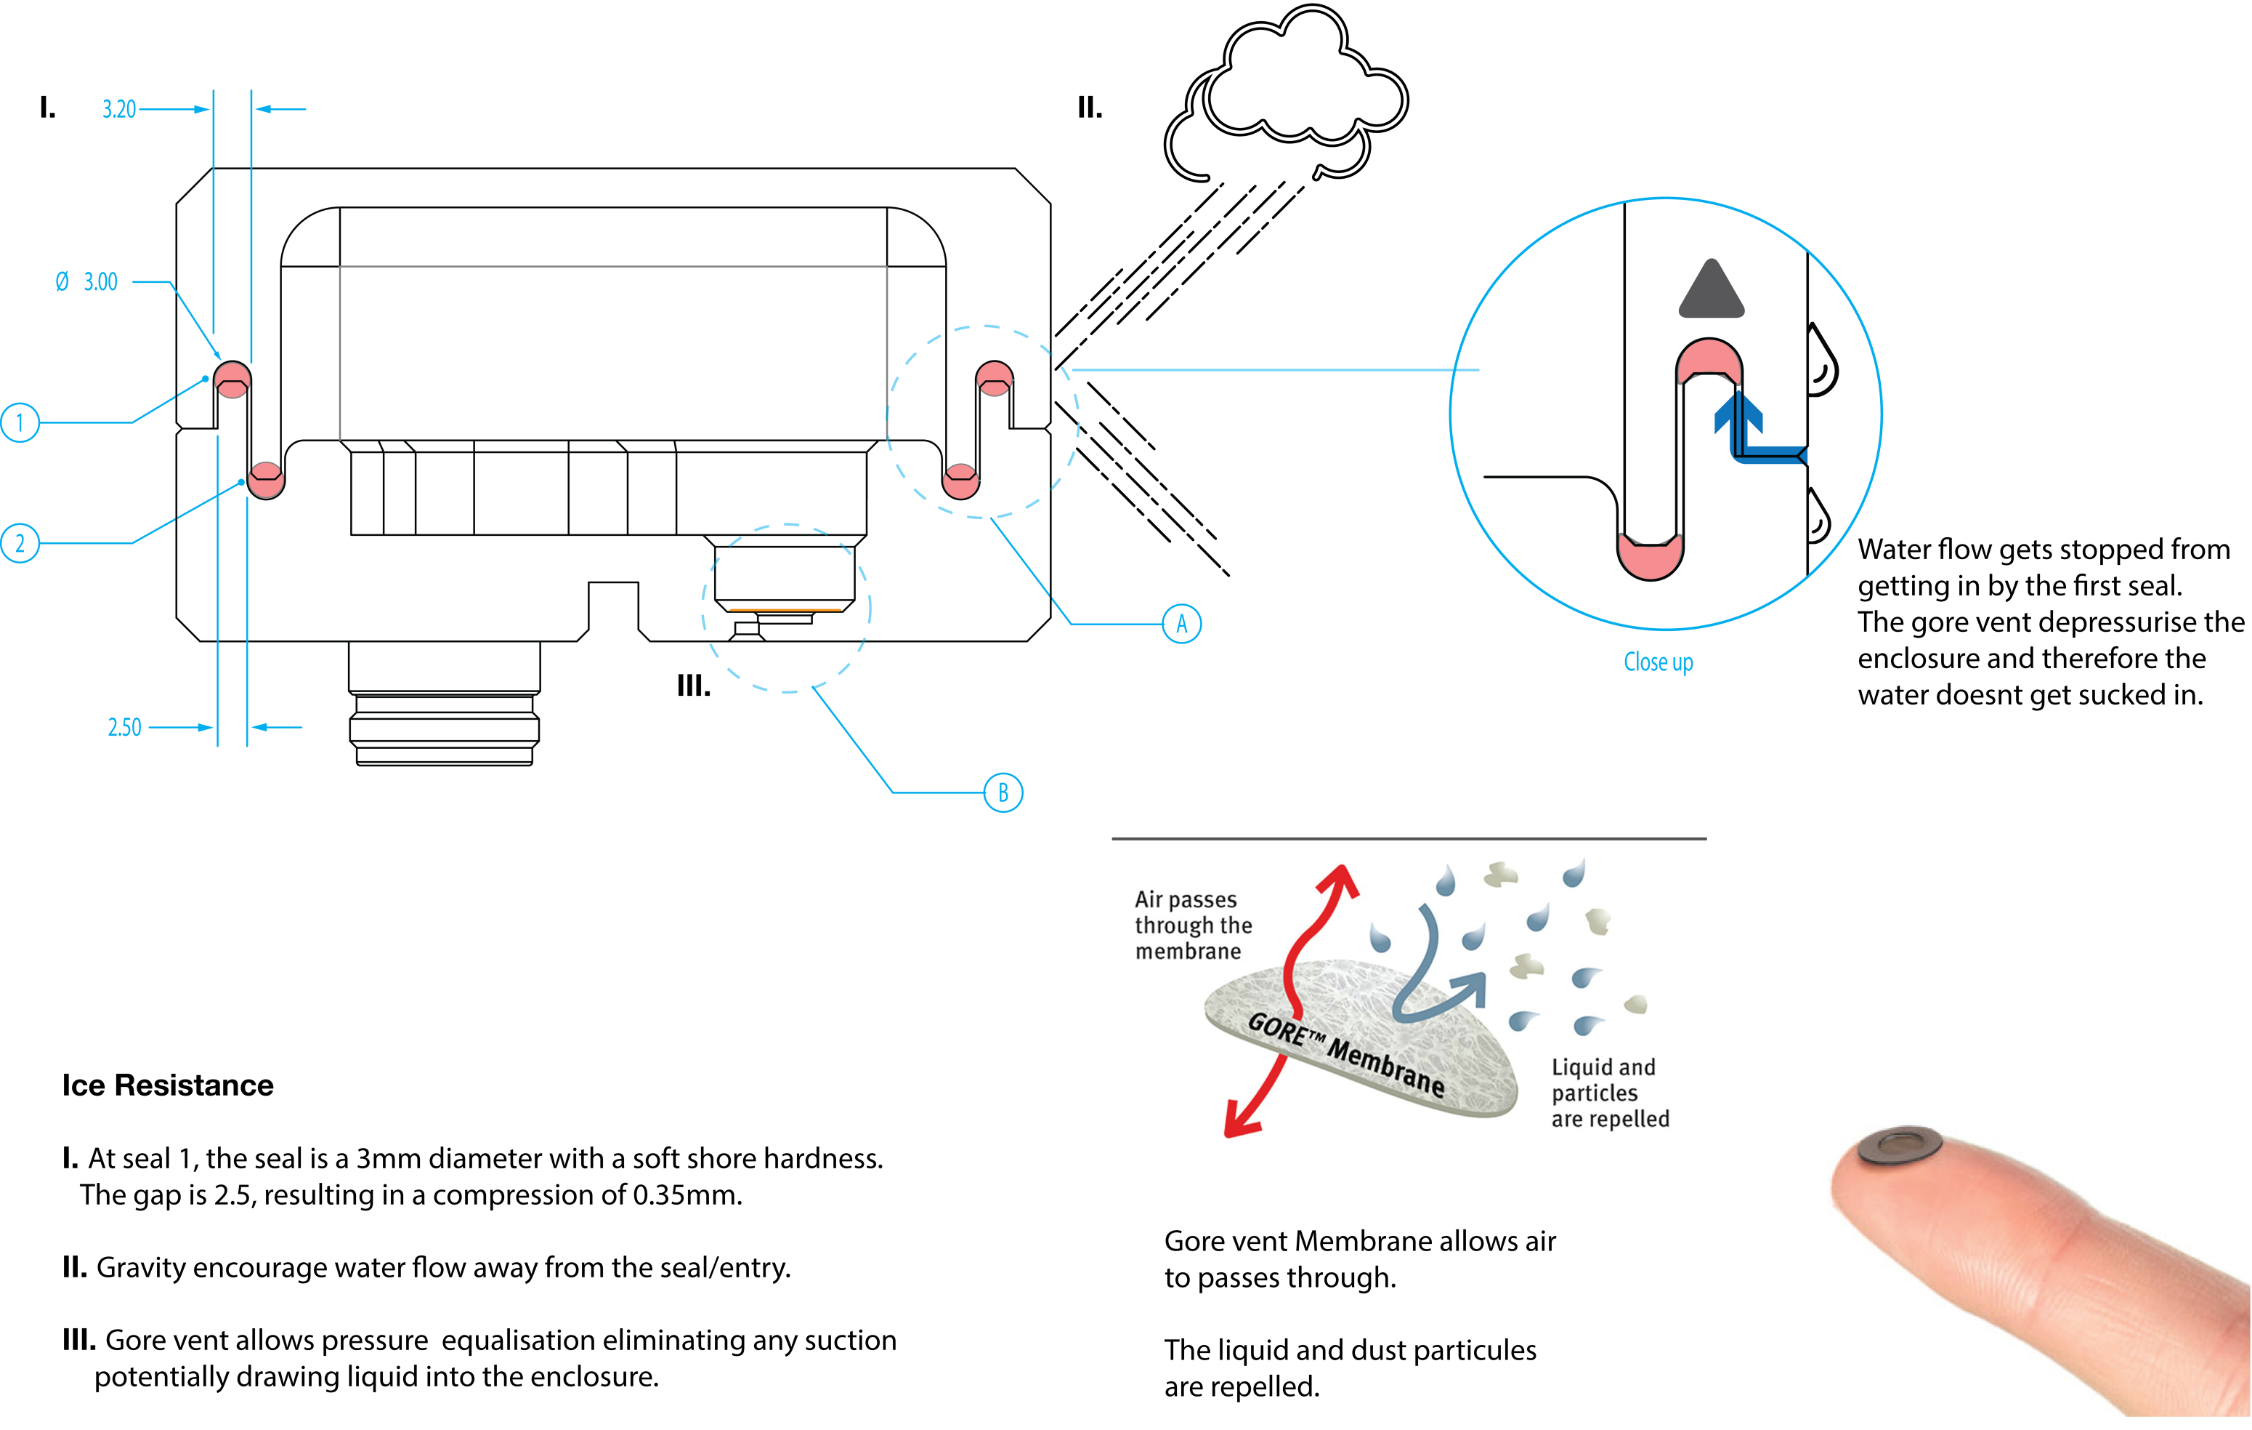 I.
3.20
II.
Ø 3.00
1
2
A
III.
2.50
B
Close up
Water flow gets stopped from
getting in by the first seal.
The gore vent depressurise the
enclosure and therefore the
water doesnt get sucked in.
Air passes
through the
membrane
GORE™ Membrane
Liquid and
particles
are repelled
Ice Resistance
I. At seal 1, the seal is a 3mm diameter with a soft shore hardness.
The gap is 2.5, resulting in a compression of 0.35mm.
II. Gravity encourage water flow away from the seal/entry.
III. Gore vent allows pressure equalisation eliminating any suction
potentially drawing liquid into the enclosure.
Gore vent Membrane allows air
to passes through.
The liquid and dust particules
are repelled.